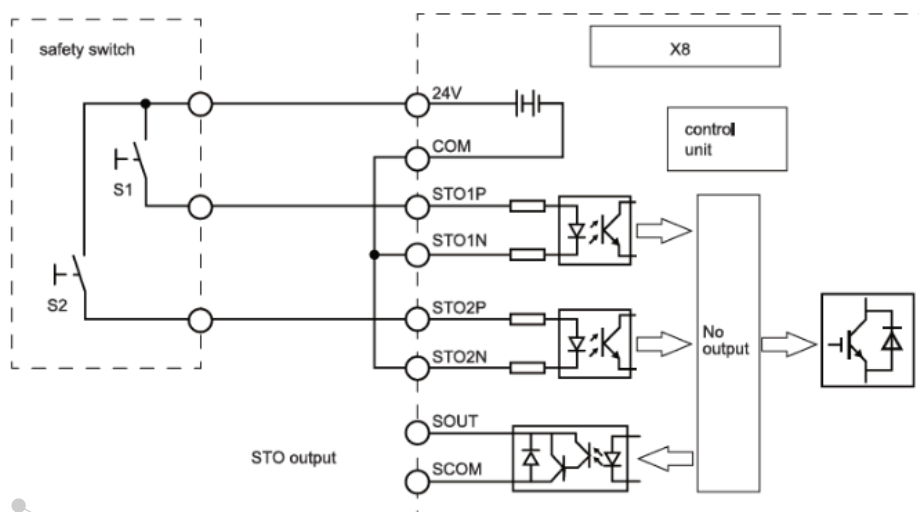 safety switch
X8
24V
control
unit
COM
S1
STO1P
STO1N
S2
STO2P
No
output
STO2N
SOUT
STO output
SCOM